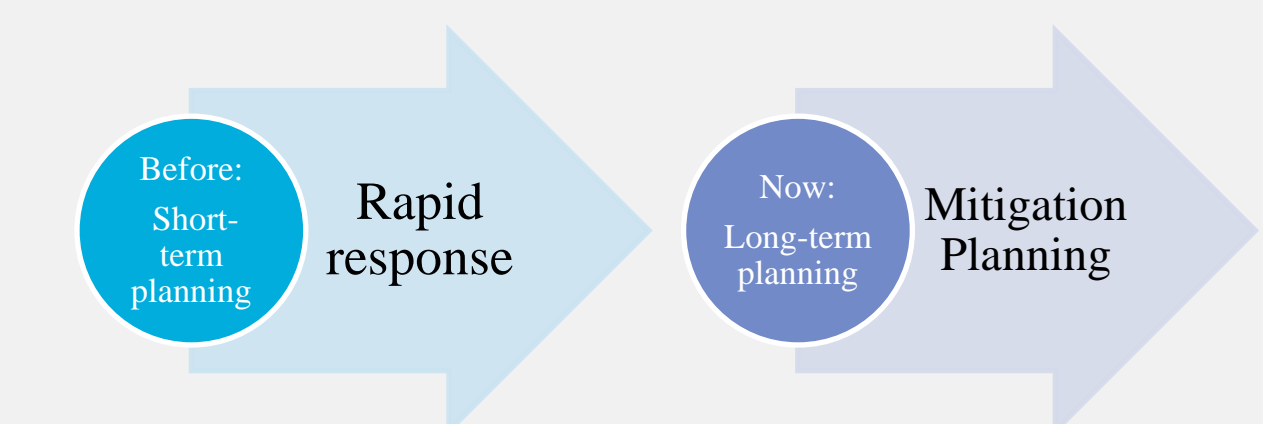 Before:
Short-
term
planning
Rapid
response
Now:
Long-term
planning
Mitigation
Planning